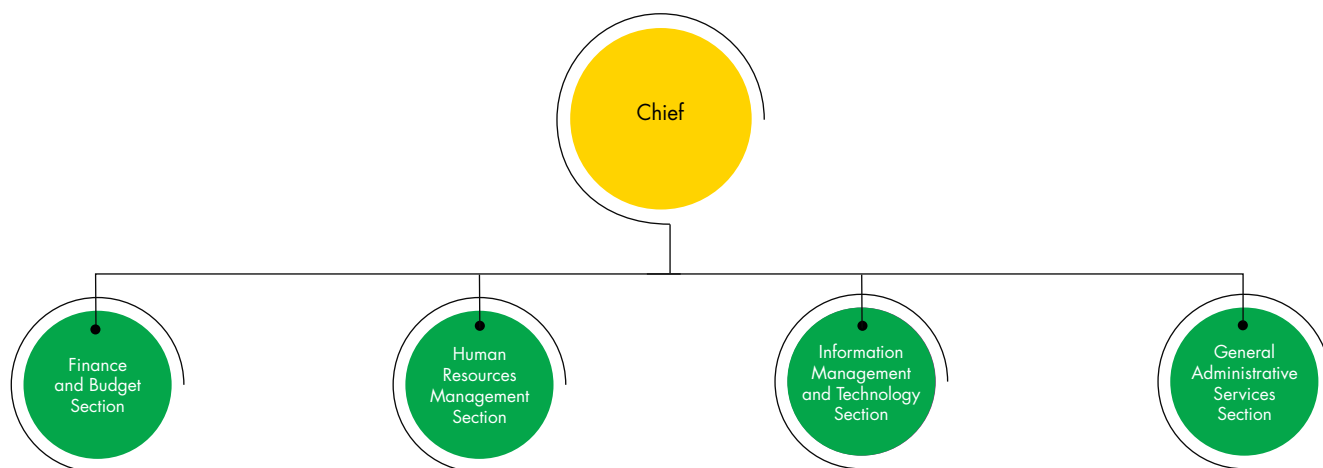 Chief
Finance
and Budget
Section
Human
Resources
Management
Section
Information
Management
and Technology
Section
General
Administrative
Services
Section